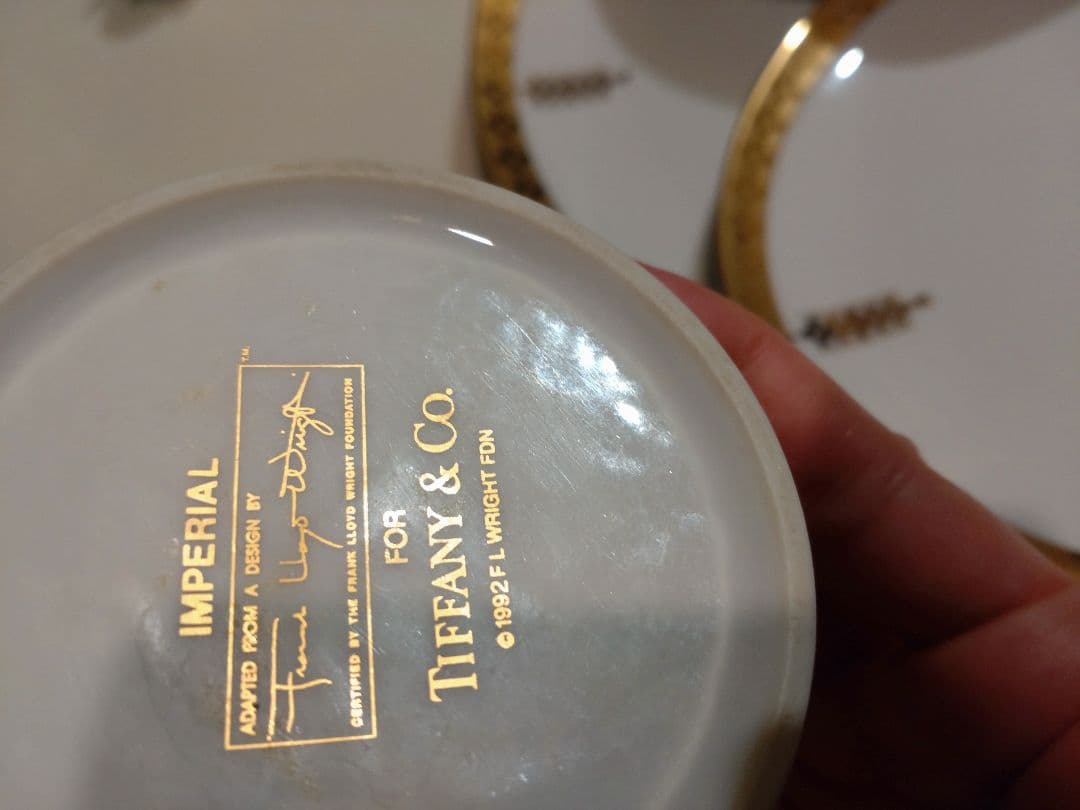 IMPERIAL
T.M.
ADAPTED FROM A DESIGN BY
Frank Lloyd Wright.
CERTIFIED BY THE FRANK LLOYD WRIGHT FOUNDATION
FOR
TIFFANY & CO.
© 1992 F L WRIGHT FDN